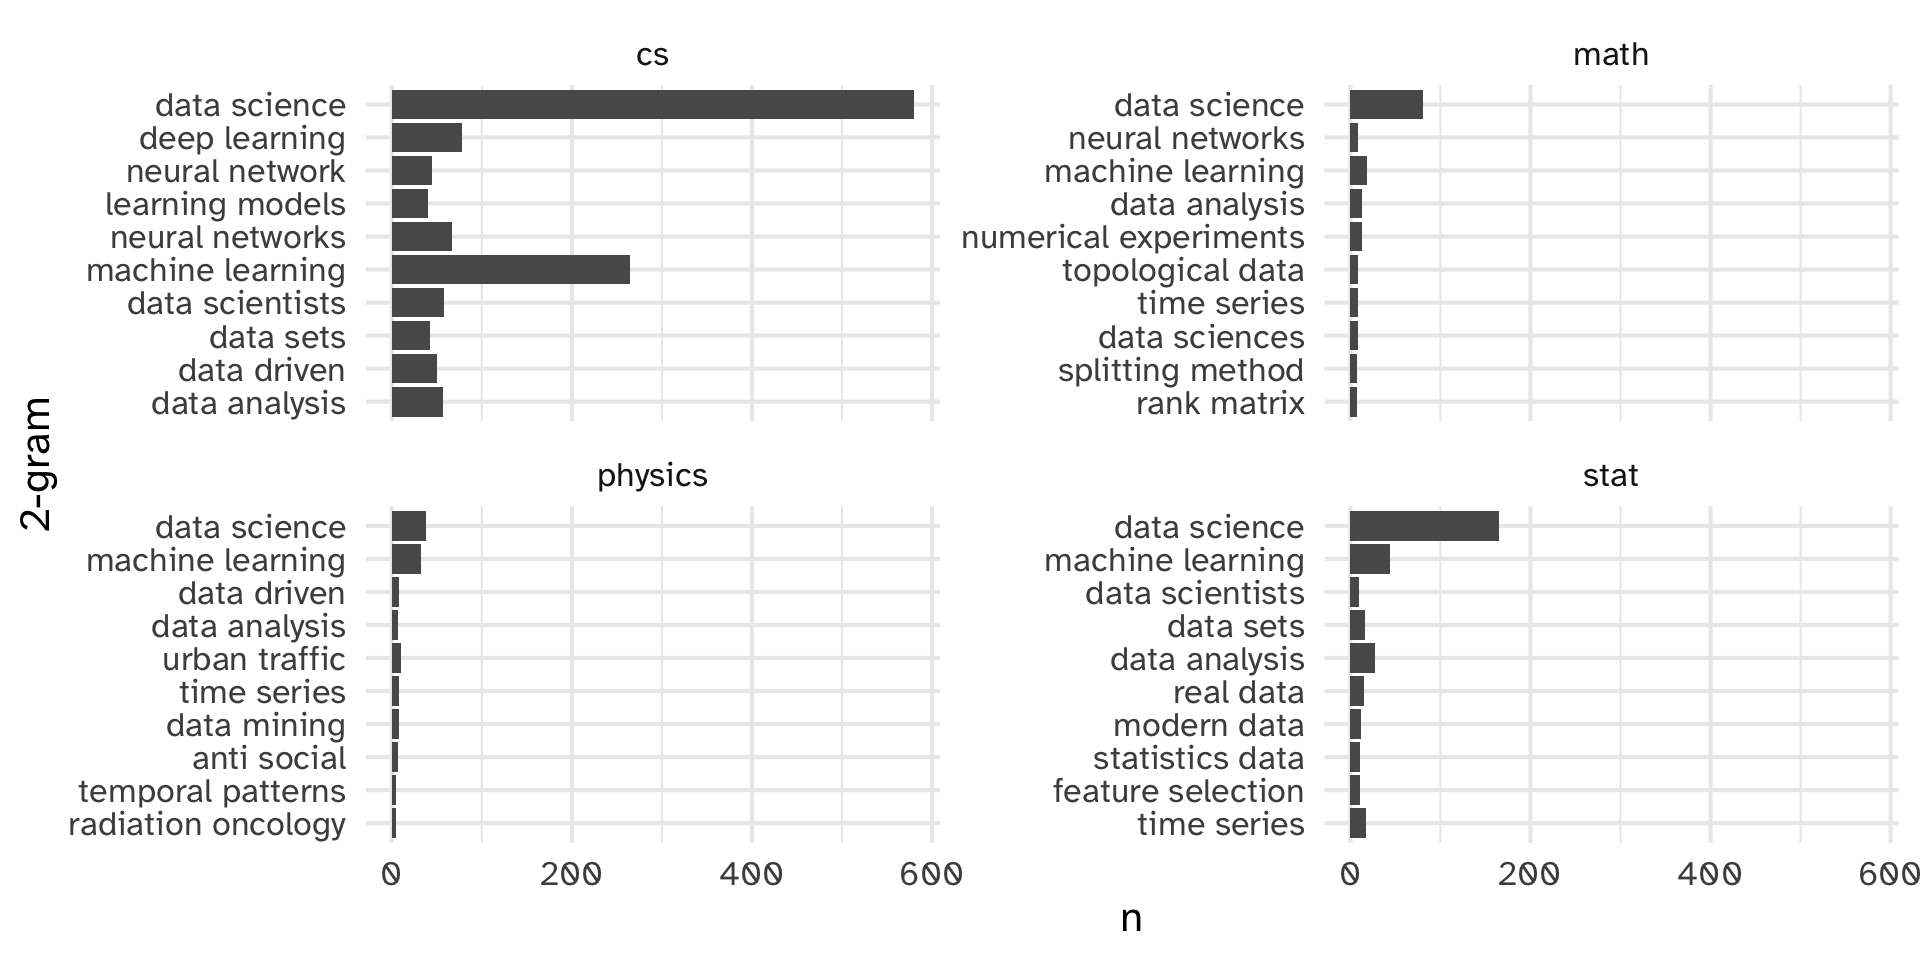 cs
data science
deep learning
neural network
learning models
neural networks
machine learning
data scientists
data sets
data driven
data analysis
math
data science
neural networks
machine learning
data analysis
numerical experiments
topological data
time series
data sciences
splitting method
rank matrix
2-gram
physics
data science
machine learning
data driven
data analysis
urban traffic
time series
data mining
anti social
temporal patterns
radiation oncology
0 200 400 600
stat
data science
machine learning
data scientists
data sets
data analysis
real data
modern data
statistics data
feature selection
time series
0 200 400 600
n